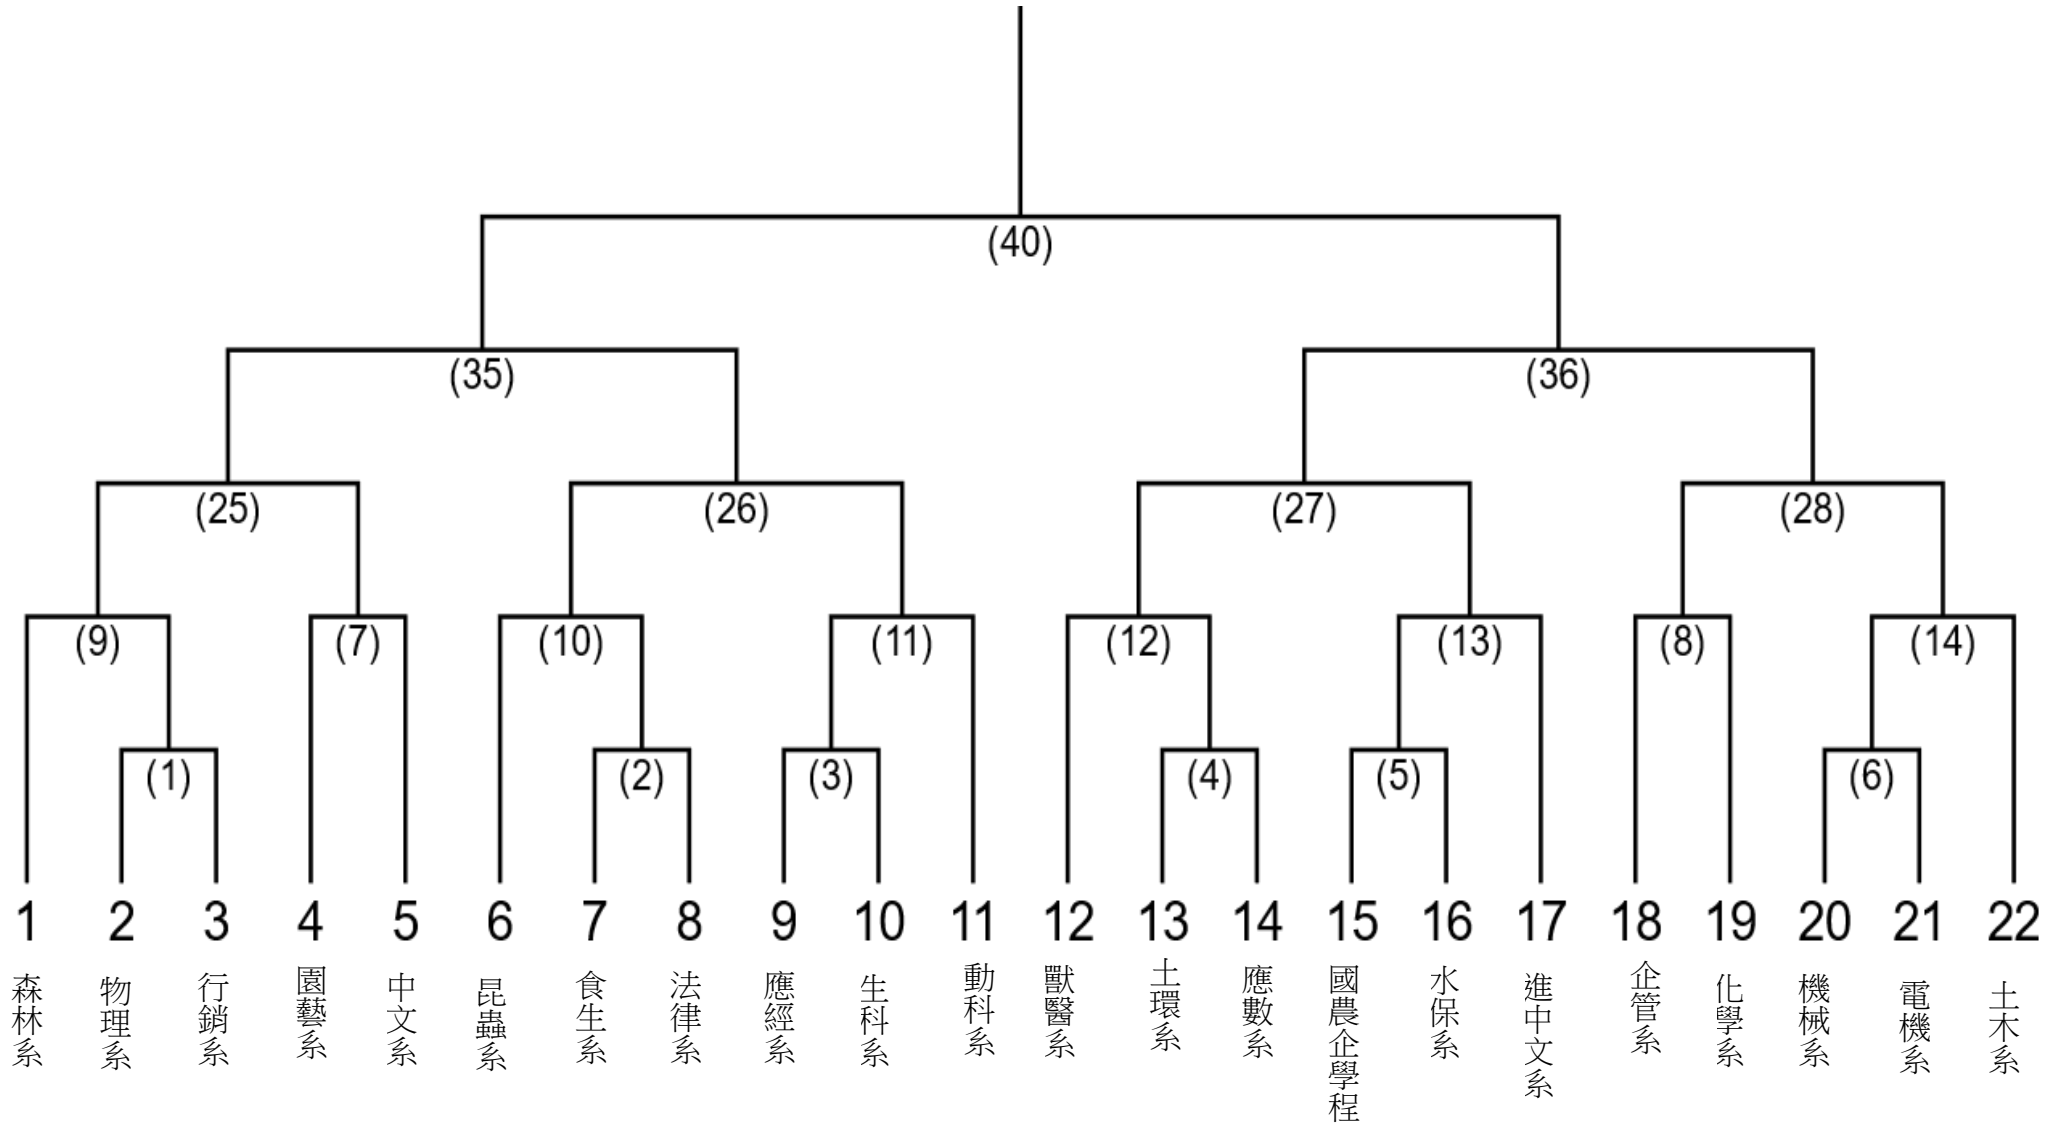 (40)
(35) (36)
(25) (26) (27) (28)
(9) (7) (10) (11) (12) (13) (8) (14)
(1) (2) (3) (4) (5) (6)
1 2 3 4 5 6 7 8 9 10 11 12 13 14 15 16 17 18 19 20 21 22
森林系
物理系
行銷系
園藝系
中文系
昆蟲系
食生系
法律系
應經系
生科系
動科系
獸醫系
土環系
應數系
國農企學程
水保系
進中文系
企管系
化學系
機械系
電機系
土木系